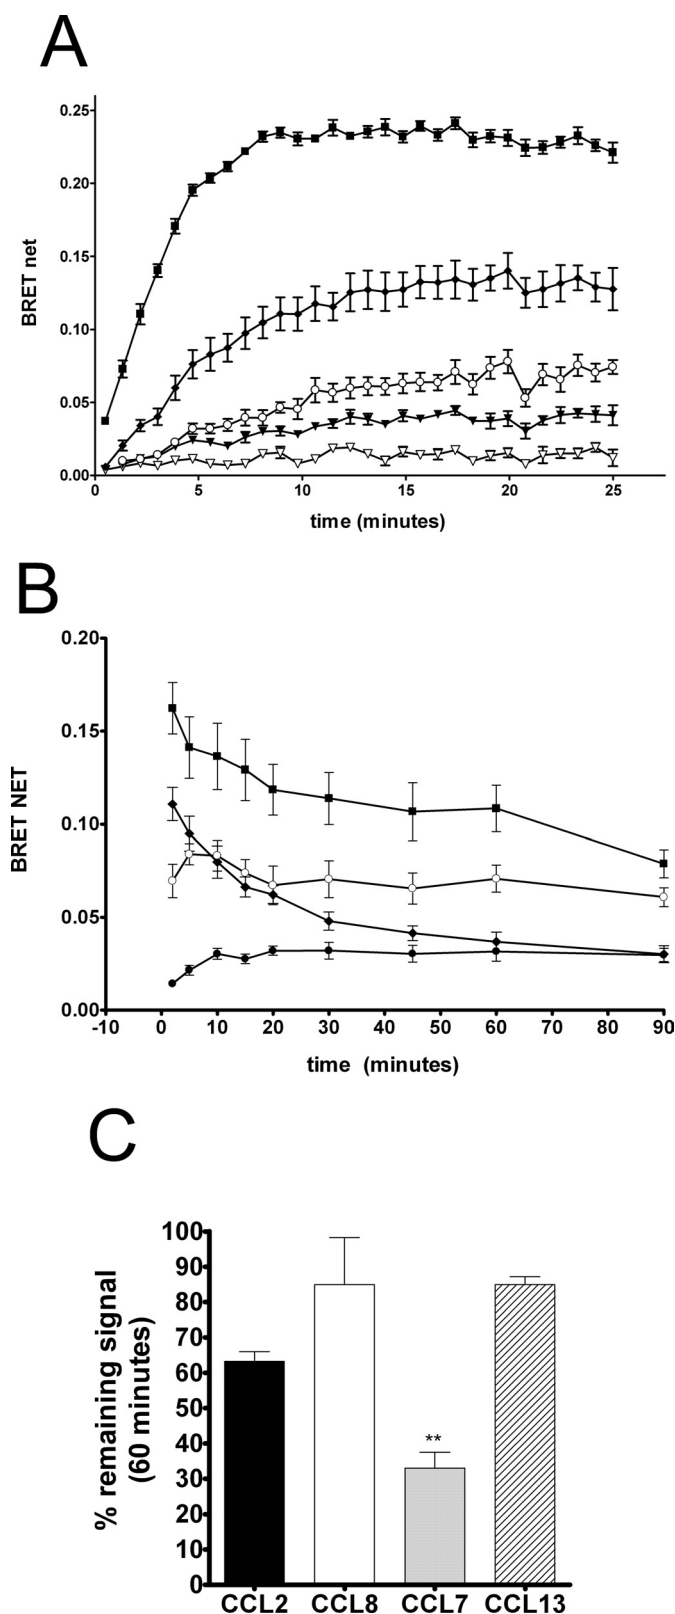 A
0.25
0.20
0.15
0.10
0.05
0.00
BRET net
0 5 10 15 20 25
time (minutes)
B
0.20
0.15
0.10
0.05
0.00
BRET NET
-10 0 10 20 30 40 50 60 70 80 90
time (minutes)
C
100
90
80
70
60
50
40
30
20
10
0
% remaining signal
(60 minutes)
**
CCL2 CCL8 CCL7 CCL13